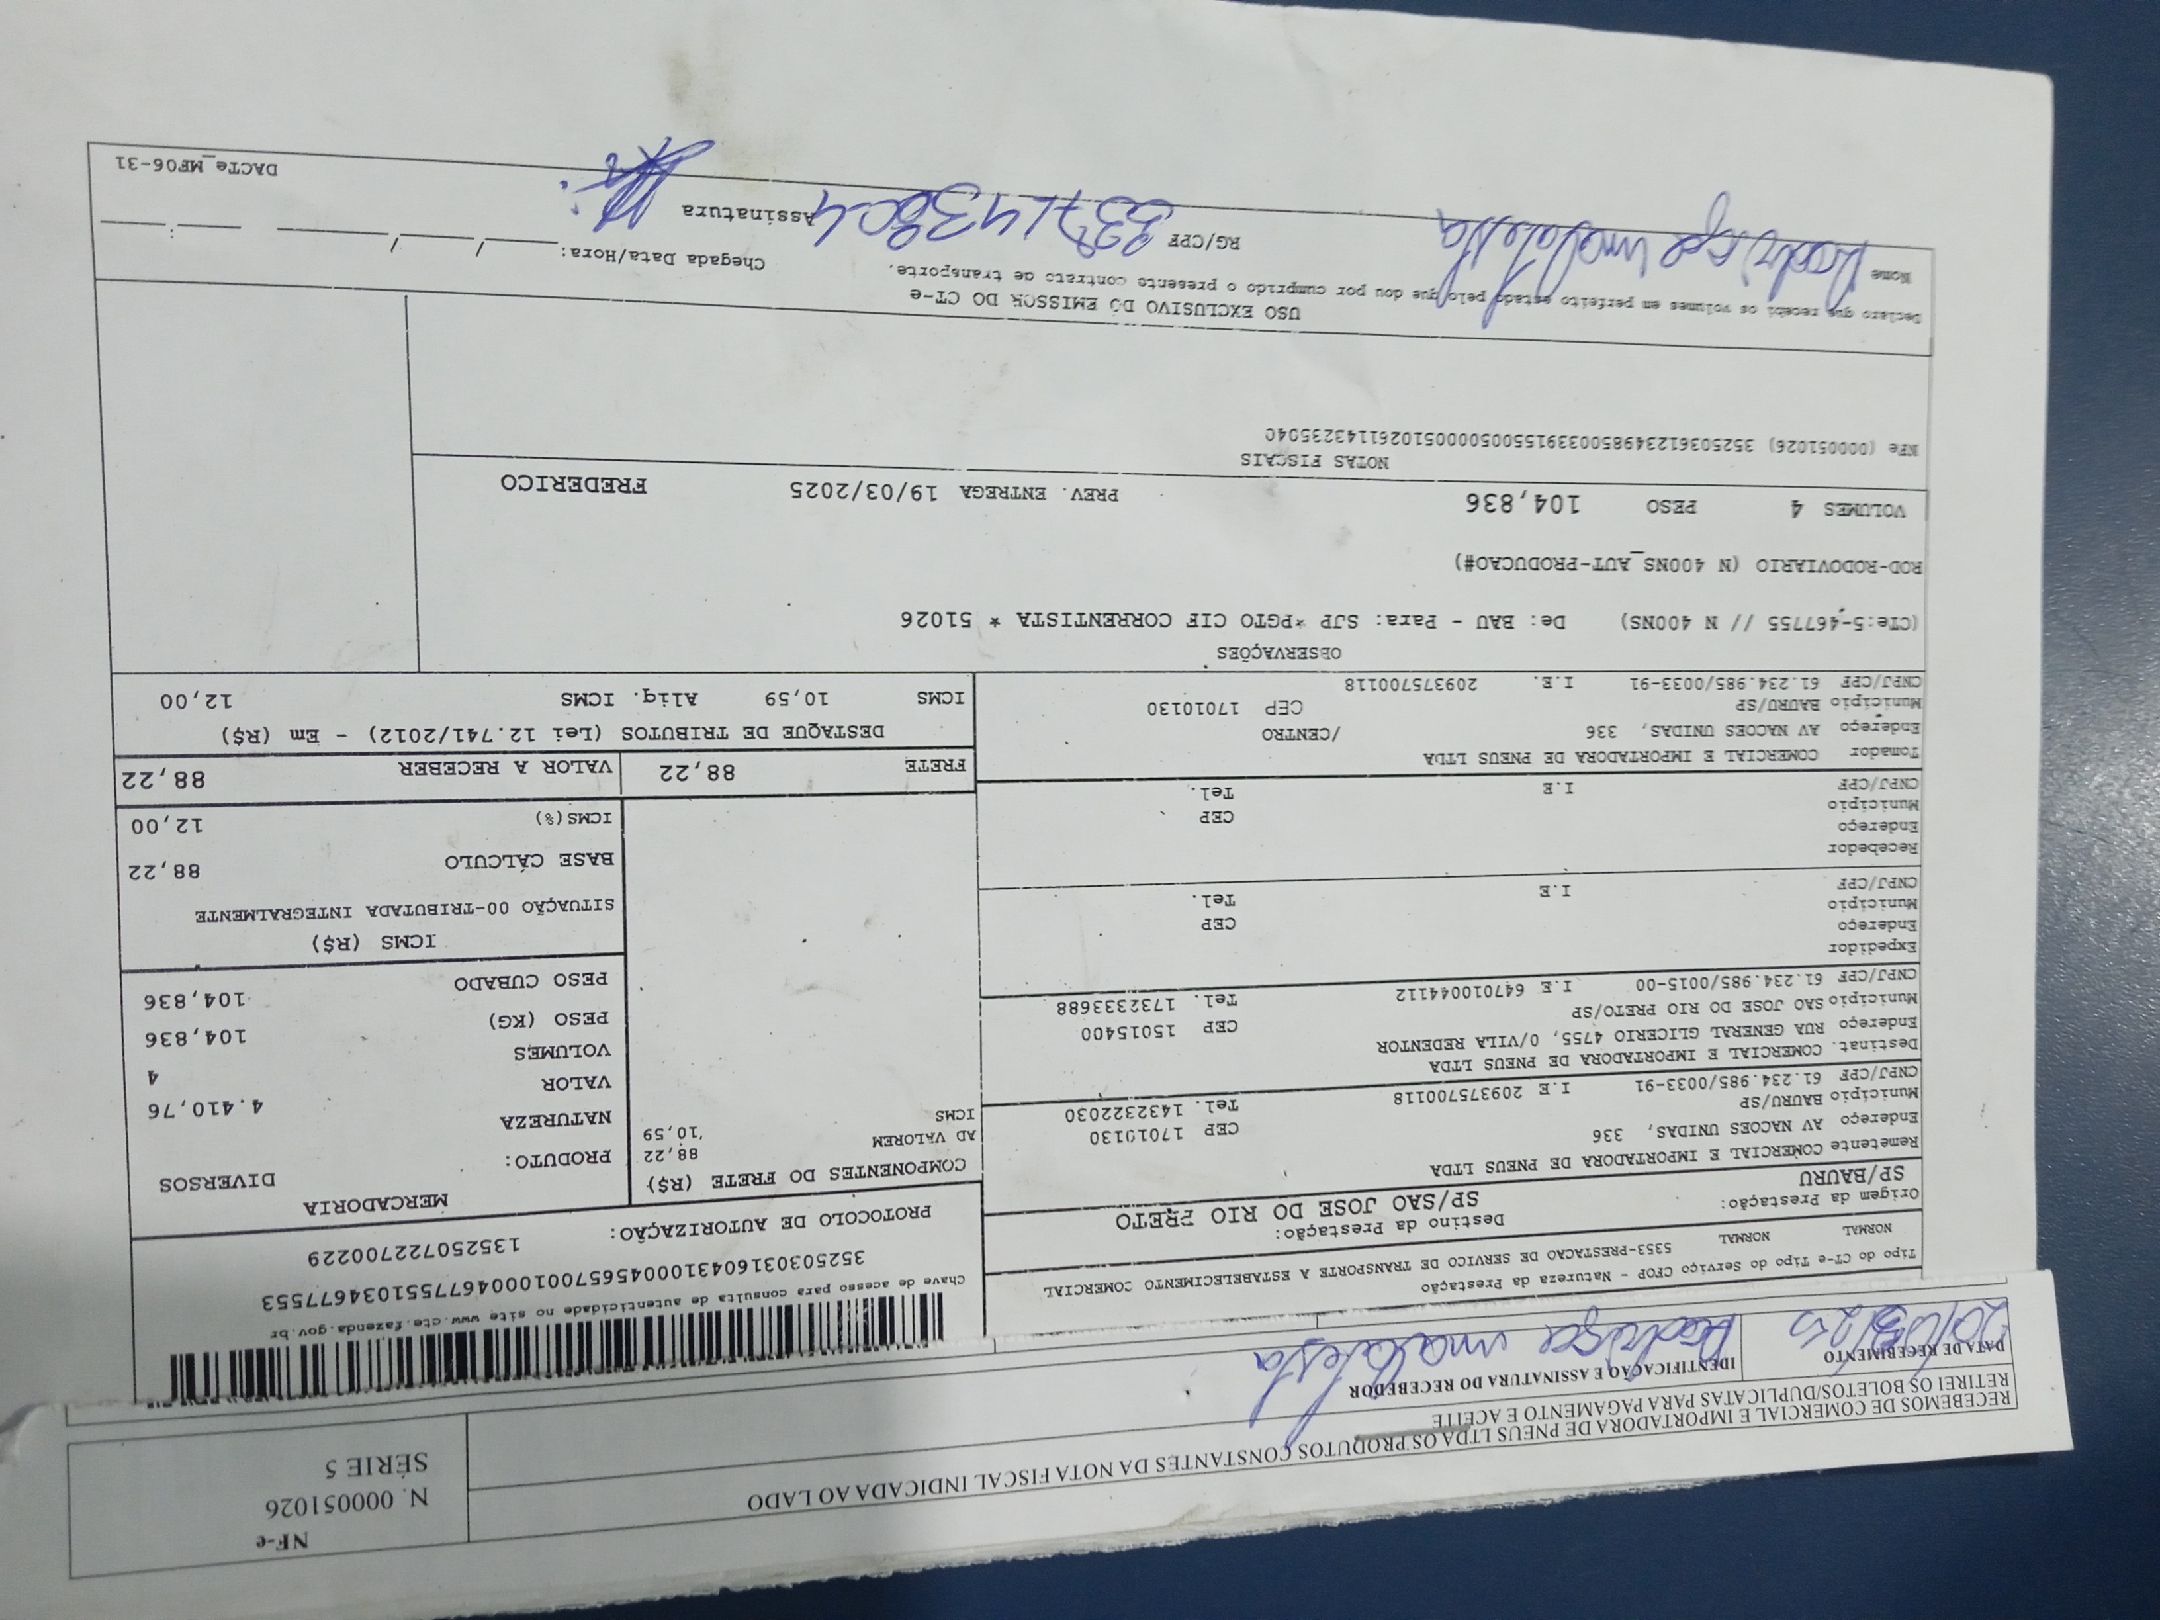 NF-e
N. 000051026
SÉRIE 5
RECEBEMOS DE COMERCIAL E IMPORTADORA DE PNEUS LTDA OS PRODUTOS CONSTANTES DA NOTA FISCAL INDICADA AO LADO
RETIREI OS BOLETOS/DUPLICATAS PARA PAGAMENTO E ACEITE
DATA DE RECEBIMENTO
20/03/25
IDENTIFICAÇÃO E ASSINATURA DO RECEBEDOR
Chave de acesso para consulta de autenticidade no site www.cte.fazenda.gov.br
35250303160431000456570010004677551034677553
PROTOCOLO DE AUTORIZAÇÃO: 135250722700229
Tipo do CT-e Tipo do Serviço CFOP - Natureza da Prestação
NORMAL NORMAL 5353-PRESTACAO DE SERVICO DE TRANSPORTE A ESTABELECIMENTO COMERCIAL
Origem da Prestação: Destino da Prestação:
SP/BAURU SP/SAO JOSE DO RIO PRETO
Remetente COMERCIAL E IMPORTADORA DE PNEUS LTDA
Endereço AV NACOES UNIDAS, 336 CEP 17010130
Município BAURU/SP Tel. 1432322030
CNPJ/CPF 61.234.985/0033-91 I.E 209375700118
Destinat. COMERCIAL E IMPORTADORA DE PNEUS LTDA
Endereço RUA GENERAL GLICERIO 4755, 0/VILA REDENTOR
Município SAO JOSE DO RIO PRETO/SP CEP 15015400
CNPJ/CPF 61.234.985/0015-00 I.E 647010044112 Tel. 1732333688
Expedidor
Endereço
Município CEP
CNPJ/CPF I.E Tel.
Recebedor
Endereço
Município CEP
CNPJ/CPF I.E Tel.
Tomador COMERCIAL E IMPORTADORA DE PNEUS LTDA
Endereço AV NACOES UNIDAS, 336 /CENTRO
Município BAURU/SP CEP 17010130
CNPJ/CPF 61.234.985/0033-91 I.E. 209375700118
COMPONENTES DO FRETE (R$)
AD VALOREM 88,22
ICMS 10,59
FRETE 88,22
MERCADORIA
PRODUTO: DIVERSOS
NATUREZA
VALOR 4.410,76
VOLUMES 4
PESO (KG) 104,836
PESO CUBADO 104,836
ICMS (R$)
SITUAÇÃO 00-TRIBUTADA INTEGRALMENTE
BASE CÁLCULO 88,22
ICMS(%) 12,00
VALOR A RECEBER 88,22
DESTAQUE DE TRIBUTOS (Lei 12.741/2012) - Em (R$)
ICMS 10,59 Aliq. ICMS 12,00
OBSERVAÇÕES
(CTe:5-467755 // N 400NS) De: BAU - Para: SJP *PGTO CIF CORRENTISTA * 51026
ROD-RODOVIARIO (N 400NS_AUT-PRODUCAO#)
VOLUMES 4 PESO 104,836 PREV. ENTREGA 19/03/2025 FREDERICO
NOTAS FISCAIS
NFe (000051026) 35250361234985003391550050000510261143235040
USO EXCLUSIVO DO EMISSOR DO CT-e
Declaro que recebi os volumes em perfeito estado pelo que dou por cumprido o presente contrato de transporte.
Chegada Data/Hora: ___/___/___ ___:___
Nome RG/CPF Assinatura
DACTe_MF06-31